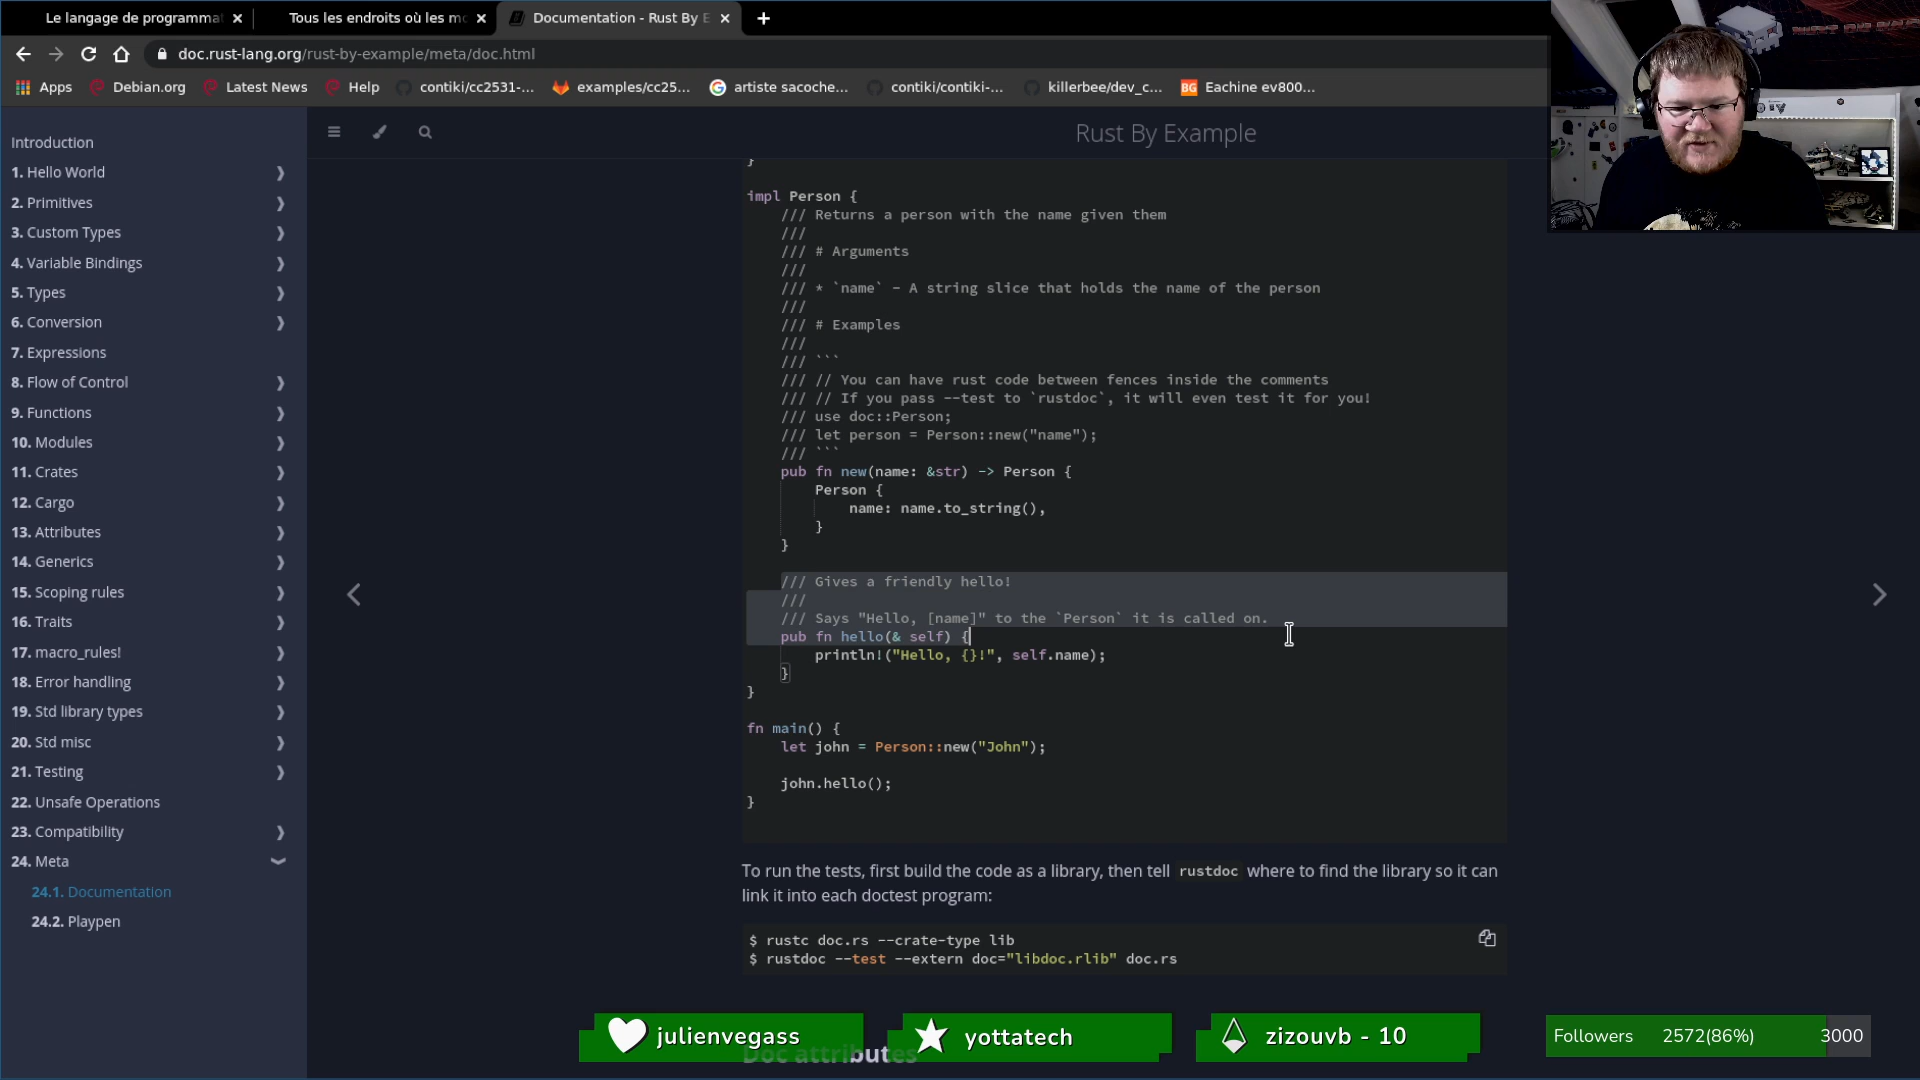 Le langage de programma
Tous les endroits où les mo
Documentation - Rust By E
doc.rust-lang.org/rust-by-example/meta/doc.html
Apps
Debian.org
Latest News
Help
contiki/cc2531-...
examples/cc25...
artiste sacoche...
contiki/contiki-...
killerbee/dev_c...
BG
Eachine ev800...
Introduction
1. Hello World
2. Primitives
3. Custom Types
4. Variable Bindings
5. Types
6. Conversion
7. Expressions
8. Flow of Control
9. Functions
10. Modules
11. Crates
12. Cargo
13. Attributes
14. Generics
15. Scoping rules
16. Traits
17. macro_rules!
18. Error handling
19. Std library types
20. Std misc
21. Testing
22. Unsafe Operations
23. Compatibility
24. Meta
24.1. Documentation
24.2. Playpen
Rust By Example
}
impl Person {
/// Returns a person with the name given them
///
/// # Arguments
///
/// * `name` - A string slice that holds the name of the person
///
/// # Examples
///
/// ```
/// // You can have rust code between fences inside the comments
/// // If you pass --test to `rustdoc`, it will even test it for you!
/// use doc::Person;
/// let person = Person::new("name");
/// ```
pub fn new(name: &str) -> Person {
Person {
name: name.to_string(),
}
}
/// Gives a friendly hello!
///
/// Says "Hello, [name]" to the `Person` it is called on.
pub fn hello(& self) {
println!("Hello, {}!", self.name);
}
}
fn main() {
let john = Person::new("John");
john.hello();
}
To run the tests, first build the code as a library, then tell rustdoc where to find the library so it can
link it into each doctest program:
$ rustc doc.rs --crate-type lib
$ rustdoc --test --extern doc="libdoc.rlib" doc.rs
Doc attributes
julienvegass
yottatech
zizouvb - 10
Followers 2572(86%) 3000